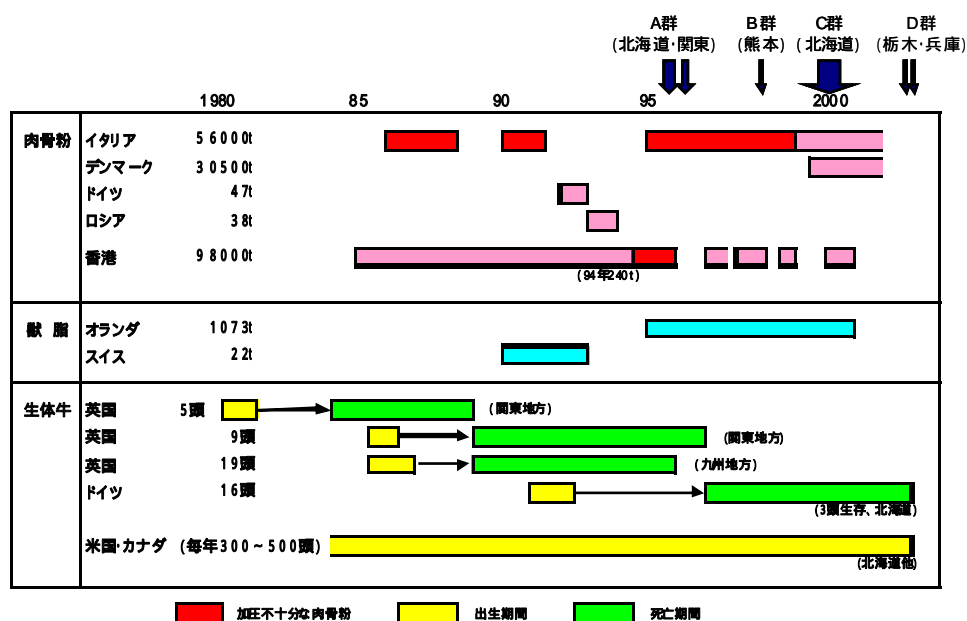 A群 B群 C群 D群
(北海道・関東) (熊本) (北海道) (栃木・兵庫)
1980 85 90 95 2000
肉骨粉 イタリア 56000t
デンマーク 30500t
ドイツ 47t
ロシア 38t
香港 98000t
(94年240t)
獣 脂 オランダ 1073t
スイス 22t
生体牛 英国 5頭 (関東地方)
英国 9頭 (関東地方)
英国 19頭 (九州地方)
ドイツ 16頭
(3頭生存、北海道)
米国・カナダ (毎年300~500頭)
(北海道他)
加圧不十分な肉骨粉 出生期間 死亡期間